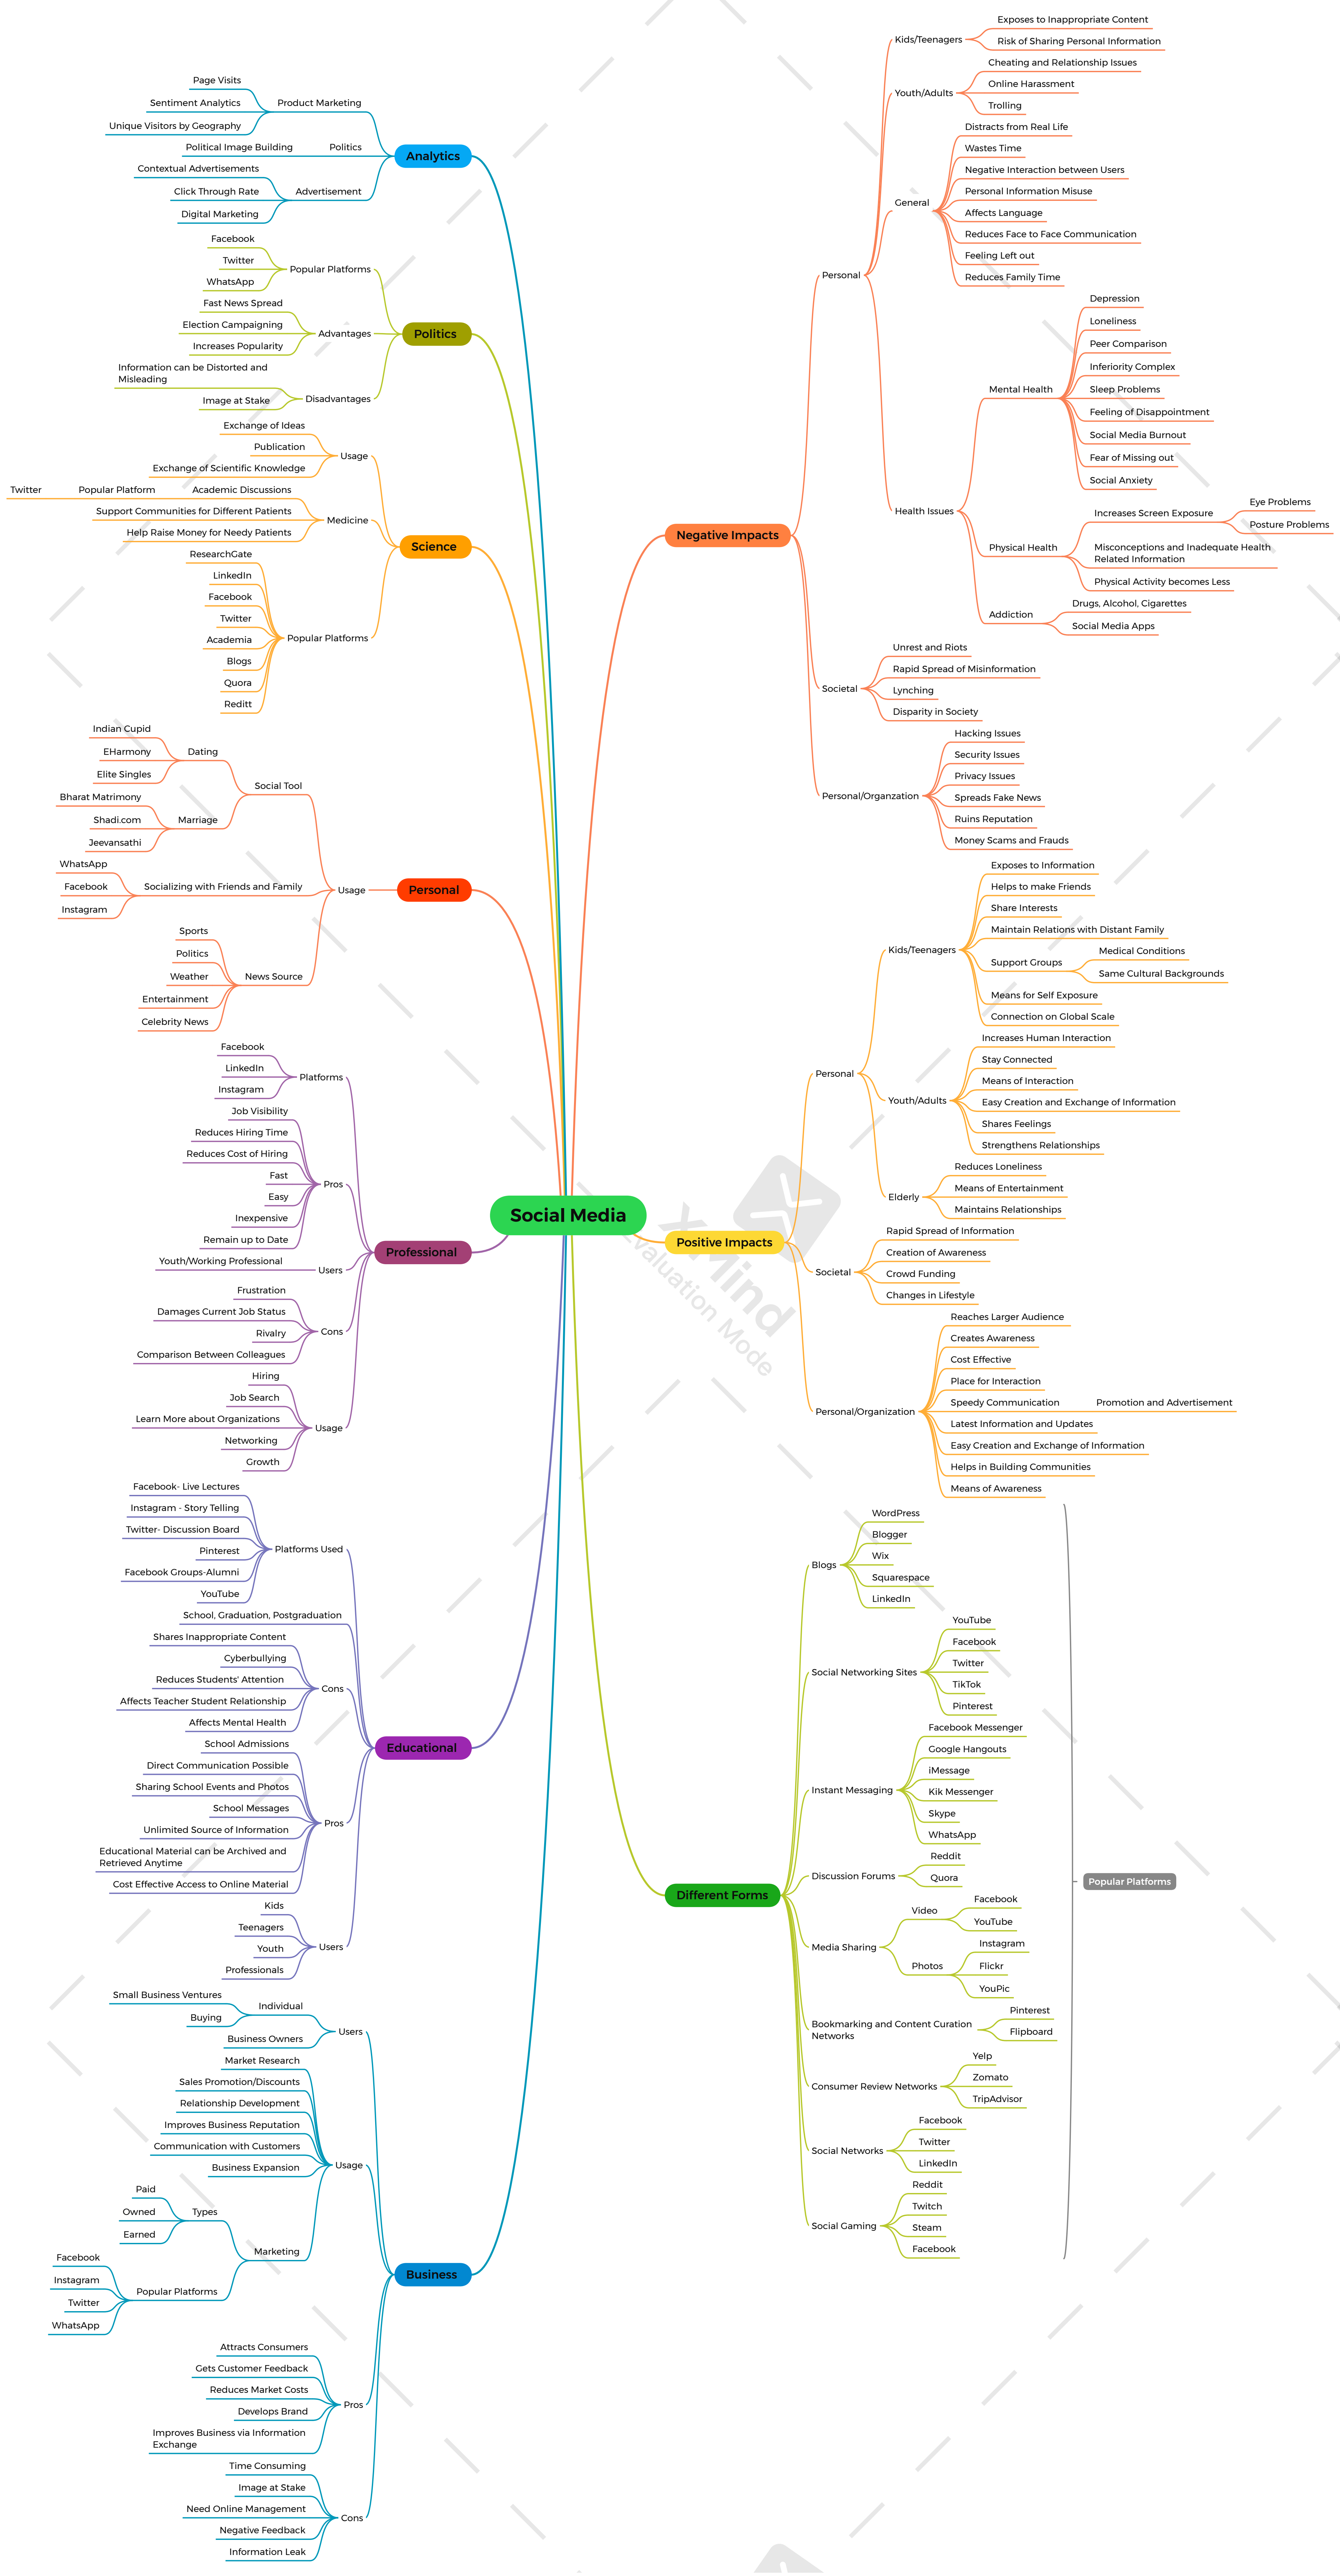 Social Media
Negative Impacts
Personal
Kids/Teenagers
Exposes to Inappropriate Content
Risk of Sharing Personal Information
Youth/Adults
Cheating and Relationship Issues
Online Harassment
Trolling
General
Distracts from Real Life
Wastes Time
Negative Interaction between Users
Personal Information Misuse
Affects Language
Reduces Face to Face Communication
Feeling Left out
Reduces Family Time
Health Issues
Mental Health
Depression
Loneliness
Peer Comparison
Inferiority Complex
Sleep Problems
Feeling of Disappointment
Social Media Burnout
Fear of Missing out
Social Anxiety
Physical Health
Increases Screen Exposure
Eye Problems
Posture Problems
Misconceptions and Inadequate Health
Related Information
Physical Activity becomes Less
Addiction
Drugs, Alcohol, Cigarettes
Social Media Apps
Societal
Unrest and Riots
Rapid Spread of Misinformation
Lynching
Disparity in Society
Personal/Organzation
Hacking Issues
Security Issues
Privacy Issues
Spreads Fake News
Ruins Reputation
Money Scams and Frauds
Positive Impacts
Personal
Kids/Teenagers
Exposes to Information
Helps to make Friends
Share Interests
Maintain Relations with Distant Family
Support Groups
Medical Conditions
Same Cultural Backgrounds
Means for Self Exposure
Connection on Global Scale
Youth/Adults
Increases Human Interaction
Stay Connected
Means of Interaction
Easy Creation and Exchange of Information
Shares Feelings
Strengthens Relationships
Elderly
Reduces Loneliness
Means of Entertainment
Maintains Relationships
Societal
Rapid Spread of Information
Creation of Awareness
Crowd Funding
Changes in Lifestyle
Personal/Organization
Reaches Larger Audience
Creates Awareness
Cost Effective
Place for Interaction
Speedy Communication
Promotion and Advertisement
Latest Information and Updates
Easy Creation and Exchange of Information
Helps in Building Communities
Means of Awareness
Different Forms
Blogs
WordPress
Blogger
Wix
Squarespace
LinkedIn
Social Networking Sites
YouTube
Facebook
Twitter
TikTok
Pinterest
Instant Messaging
Facebook Messenger
Google Hangouts
iMessage
Kik Messenger
Skype
WhatsApp
Discussion Forums
Reddit
Quora
Media Sharing
Video
Facebook
YouTube
Photos
Instagram
Flickr
YouPic
Bookmarking and Content Curation
Networks
Pinterest
Flipboard
Consumer Review Networks
Yelp
Zomato
TripAdvisor
Social Networks
Facebook
Twitter
LinkedIn
Social Gaming
Reddit
Twitch
Steam
Facebook
Popular Platforms
Analytics
Product Marketing
Page Visits
Sentiment Analytics
Unique Visitors by Geography
Politics
Political Image Building
Advertisement
Contextual Advertisements
Click Through Rate
Digital Marketing
Politics
Popular Platforms
Facebook
Twitter
WhatsApp
Advantages
Fast News Spread
Election Campaigning
Increases Popularity
Disadvantages
Information can be Distorted and
Misleading
Image at Stake
Science
Usage
Exchange of Ideas
Publication
Exchange of Scientific Knowledge
Medicine
Academic Discussions
Popular Platform
Twitter
Support Communities for Different Patients
Help Raise Money for Needy Patients
Popular Platforms
ResearchGate
LinkedIn
Facebook
Twitter
Academia
Blogs
Quora
Reditt
Personal
Usage
Social Tool
Dating
Indian Cupid
EHarmony
Elite Singles
Marriage
Bharat Matrimony
Shadi.com
Jeevansathi
Socializing with Friends and Family
WhatsApp
Facebook
Instagram
News Source
Sports
Politics
Weather
Entertainment
Celebrity News
Professional
Platforms
Facebook
LinkedIn
Instagram
Pros
Job Visibility
Reduces Hiring Time
Reduces Cost of Hiring
Fast
Easy
Inexpensive
Remain up to Date
Users
Youth/Working Professional
Cons
Frustration
Damages Current Job Status
Rivalry
Comparison Between Colleagues
Usage
Hiring
Job Search
Learn More about Organizations
Networking
Growth
Educational
Platforms Used
Facebook- Live Lectures
Instagram - Story Telling
Twitter- Discussion Board
Pinterest
Facebook Groups-Alumni
YouTube
School, Graduation, Postgraduation
Cons
Shares Inappropriate Content
Cyberbullying
Reduces Students' Attention
Affects Teacher Student Relationship
Affects Mental Health
Pros
School Admissions
Direct Communication Possible
Sharing School Events and Photos
School Messages
Unlimited Source of Information
Educational Material can be Archived and
Retrieved Anytime
Cost Effective Access to Online Material
Users
Kids
Teenagers
Youth
Professionals
Business
Users
Individual
Small Business Ventures
Buying
Business Owners
Usage
Market Research
Sales Promotion/Discounts
Relationship Development
Improves Business Reputation
Communication with Customers
Business Expansion
Marketing
Types
Paid
Owned
Earned
Popular Platforms
Facebook
Instagram
Twitter
WhatsApp
Pros
Attracts Consumers
Gets Customer Feedback
Reduces Market Costs
Develops Brand
Improves Business via Information
Exchange
Cons
Time Consuming
Image at Stake
Need Online Management
Negative Feedback
Information Leak
XMind
Evaluation Mode